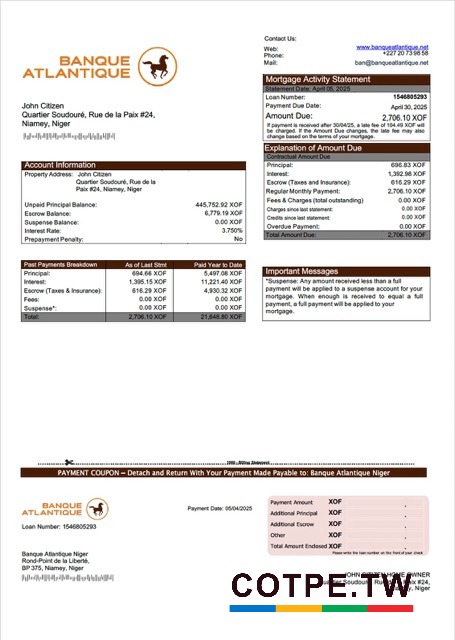 Contact Us:
Web: www.banqueatlantique.net
Phone: +227 20 73 98 58
Mail: ban@banqueatlantique.net
BANQUE
ATLANTIQUE
Mortgage Activity Statement
Statement Date: April 05, 2025
Loan Number: 1546805293
Payment Due Date: April 30, 2025
Amount Due: 2,706.10 XOF
If payment is received after 30/04/25, a late fee of 104.49 XOF will
be charged. If the Amount Due changes, the late fee may also
change based on the terms of your mortgage.
John Citizen
Quartier Soudouré, Rue de la Paix #24,
Niamey, Niger
Explanation of Amount Due
Contractual Amount Due
Principal: 696.83 XOF
Interest: 1,392.98 XOF
Escrow (Taxes and Insurance): 616.29 XOF
Regular Monthly Payment: 2,706.10 XOF
Fees & Charges (total outstanding) 0.00 XOF
Charges since last statement: 0.00 XOF
Credits since last statement: 0.00 XOF
Overdue Payment: 0.00 XOF
Total Amount Due: 2,706.10 XOF
Account Information
Property Address: John Citizen
Quartier Soudouré, Rue de la
Paix #24, Niamey, Niger
Unpaid Principal Balance: 445,752.92 XOF
Escrow Balance: 6,779.19 XOF
Suspense Balance: 0.00 XOF
Interest Rate: 3.750%
Prepayment Penalty: No
Past Payments Breakdown As of Last Stmt Paid Year to Date
Principal: 694.66 XOF 5,497.08 XOF
Interest: 1,395.15 XOF 11,221.40 XOF
Escrow (Taxes & Insurance): 616.29 XOF 4,930.32 XOF
Fees: 0.00 XOF 0.00 XOF
Suspense*: 0.00 XOF 0.00 XOF
Total: 2,706.10 XOF 21,648.80 XOF
Important Messages
*Suspense: Any amount received less than a full
payment will be applied to a suspense account for your
mortgage. When enough is received to equal a full
payment, a full payment will be applied to your
mortgage.
Billing Statement
PAYMENT COUPON – Detach and Return With Your Payment Made Payable to: Banque Atlantique Niger
BANQUE
ATLANTIQUE
Loan Number: 1546805293
Payment Date: 05/04/2025
Payment Amount XOF .
Additional Principal XOF .
Additional Escrow XOF .
Other XOF .
Total Amount Enclosed XOF .
Please write the loan number on the front of your check
Banque Atlantique Niger
Rond-Point de la Liberté,
BP 375, Niamey, Niger
JOHN CITIZEN HOME OWNER
Quartier Soudouré, Rue de la Paix #24,
Niamey, Niger
COTPE.TW